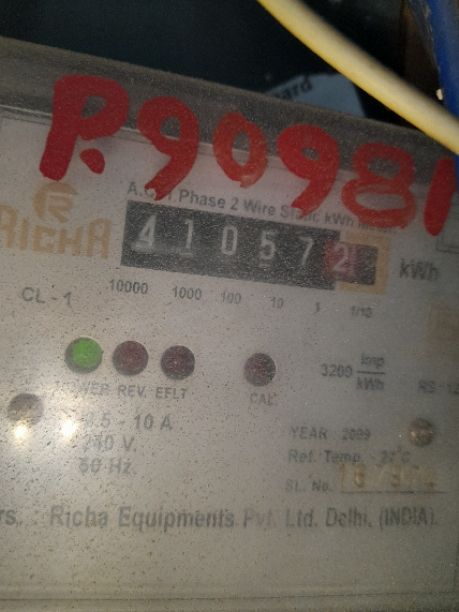 P.90981
A.C. 1 Phase 2 Wire Static kWh
RICHA
410572
kWh
CL - 1
10000 1000 100 10 1 1/10
POWER REV. EFLT
CAL
3200 imp/kWh
- 10 A
240 V.
50 Hz.
YEAR 2009
Ref. Temp.
SL. No.
Richa Equipments Pvt. Ltd. Delhi. (INDIA).